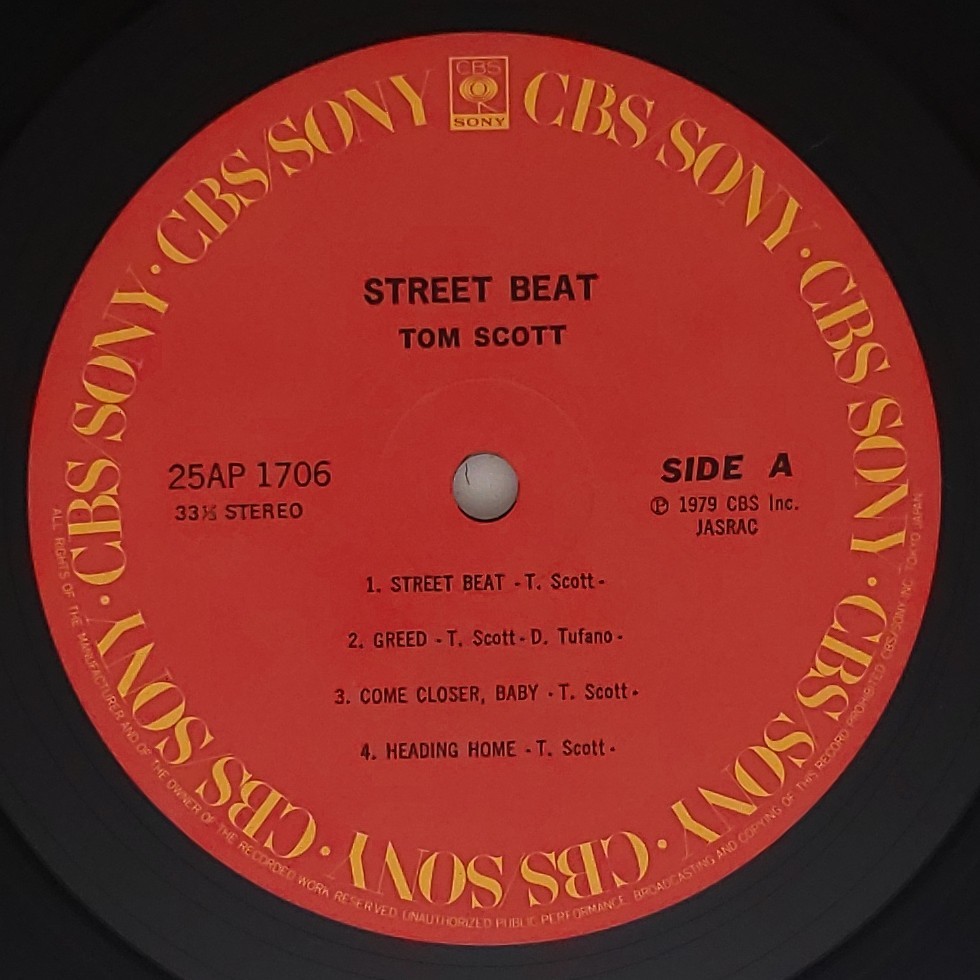 CBS
SONY
CBS/SONY · CBS/SONY · CBS/SONY · CBS/SONY · CBS/SONY · CBS/SONY · CBS/SONY · CBS/SONY
STREET BEAT
TOM SCOTT
25AP 1706
33⅓ STEREO
SIDE A
Ⓟ 1979 CBS Inc.
JASRAC
1. STREET BEAT - T. Scott -
2. GREED - T. Scott - D. Tufano -
3. COME CLOSER, BABY - T. Scott -
4. HEADING HOME - T. Scott -
ALL RIGHTS OF THE MANUFACTURER AND OF THE OWNER OF THE RECORDED WORK RESERVED UNAUTHORIZED PUBLIC PERFORMANCE BROADCASTING AND COPYING OF THIS RECORD PROHIBITED CBS/SONY INC. TOKYO JAPAN